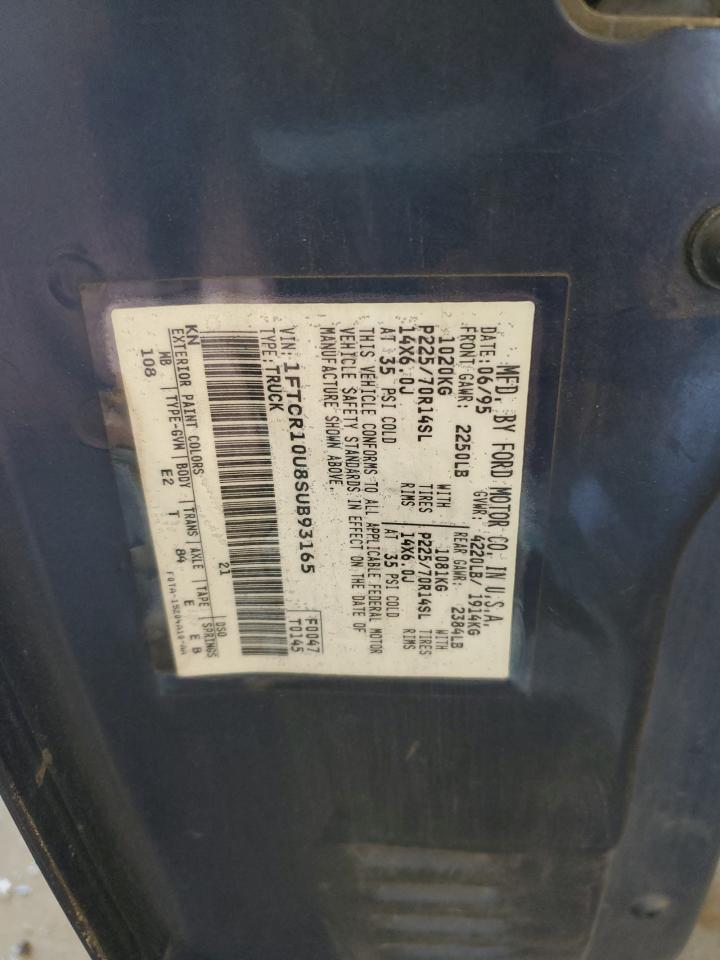 MFD. BY FORD MOTOR CO. IN U.S.A.
DATE: 06/95 GVWR: 4220LB/ 1914KG
FRONT GAWR: 2250LB REAR GAWR: 2384LB
1020KG WITH 1081KG WITH
P225/70R14SL TIRES P225/70R14SL TIRES
14X6.0J RIMS 14X6.0J RIMS
AT 35 PSI COLD AT 35 PSI COLD
THIS VEHICLE CONFORMS TO ALL APPLICABLE FEDERAL MOTOR
VEHICLE SAFETY STANDARDS IN EFFECT ON THE DATE OF
MANUFACTURE SHOWN ABOVE.
VIN: 1FTCR10U8SUB93165 F0047
TYPE: TRUCK T0145
21
KN
EXTERIOR PAINT COLORS DSO
WB TYPE-GVM BODY TRANS AXLE TAPE SPRINGS
108 E2 T 84 E E B